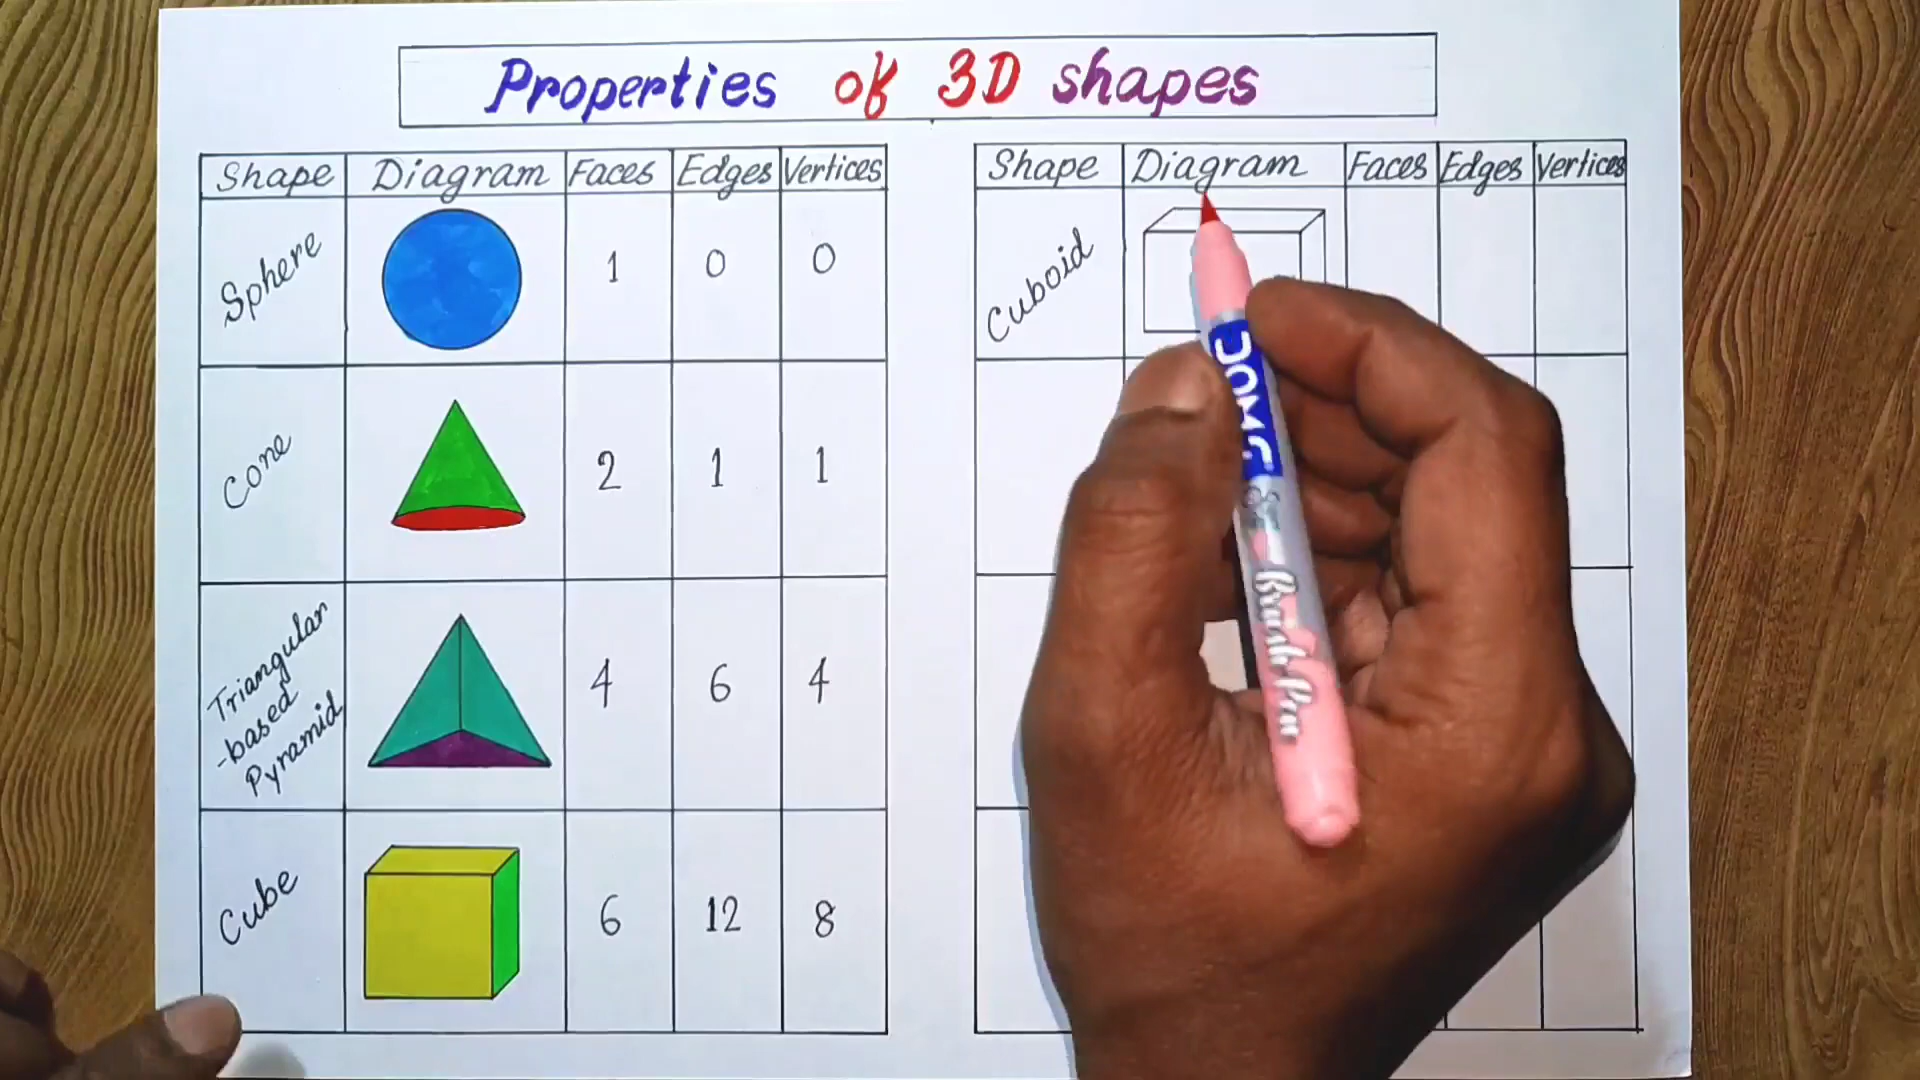 Properties of 3D shapes
Shape Diagram Faces Edges Vertices
Sphere 1 0 0
Cone 2 1 1
Triangular
-based
Pyramid
4 6 4
Cube 6 12 8
Shape Diagram Faces Edges Vertices
Cuboid
DOMS
Brush Pen